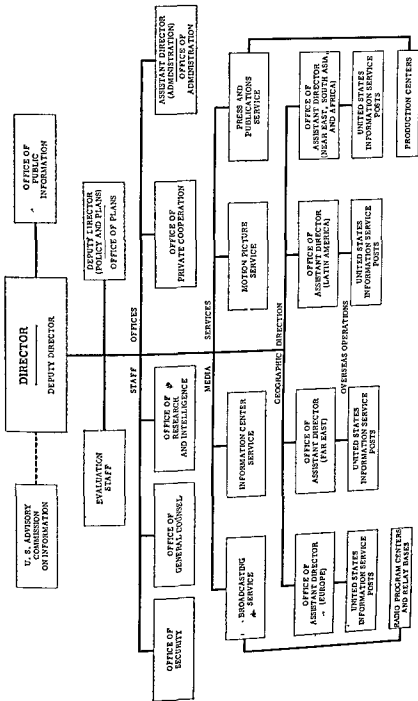 DIRECTOR
DEPUTY DIRECTOR
U. S. ADVISORY
COMMISSION
ON INFORMATION
OFFICE OF
PUBLIC
INFORMATION
EVALUATION
STAFF
DEPUTY DIRECTOR
(POLICY AND PLANS)
OFFICE OF PLANS
STAFF OFFICES
OFFICE OF
SECURITY
OFFICE OF
GENERAL COUNSEL
OFFICE OF
RESEARCH
AND INTELLIGENCE
OFFICE OF
PRIVATE COOPERATION
ASSISTANT DIRECTOR
(ADMINISTRATION)
OFFICE OF
ADMINISTRATION
MEDIA SERVICES
BROADCASTING
SERVICE
INFORMATION CENTER
SERVICE
MOTION PICTURE
SERVICE
PRESS AND
PUBLICATIONS
SERVICE
GEOGRAPHIC DIRECTION
OFFICE OF
ASSISTANT DIRECTOR
(EUROPE)
OFFICE OF
ASSISTANT DIRECTOR
(FAR EAST)
OFFICE OF
ASSISTANT DIRECTOR
(LATIN AMERICA)
OFFICE OF
ASSISTANT DIRECTOR
(NEAR EAST, SOUTH ASIA
AND AFRICA)
OVERSEAS OPERATIONS
UNITED STATES
INFORMATION SERVICE
POSTS
UNITED STATES
INFORMATION SERVICE
POSTS
UNITED STATES
INFORMATION SERVICE
POSTS
UNITED STATES
INFORMATION SERVICE
POSTS
RADIO PROGRAM CENTERS
AND RELAY BASES
PRODUCTION CENTERS